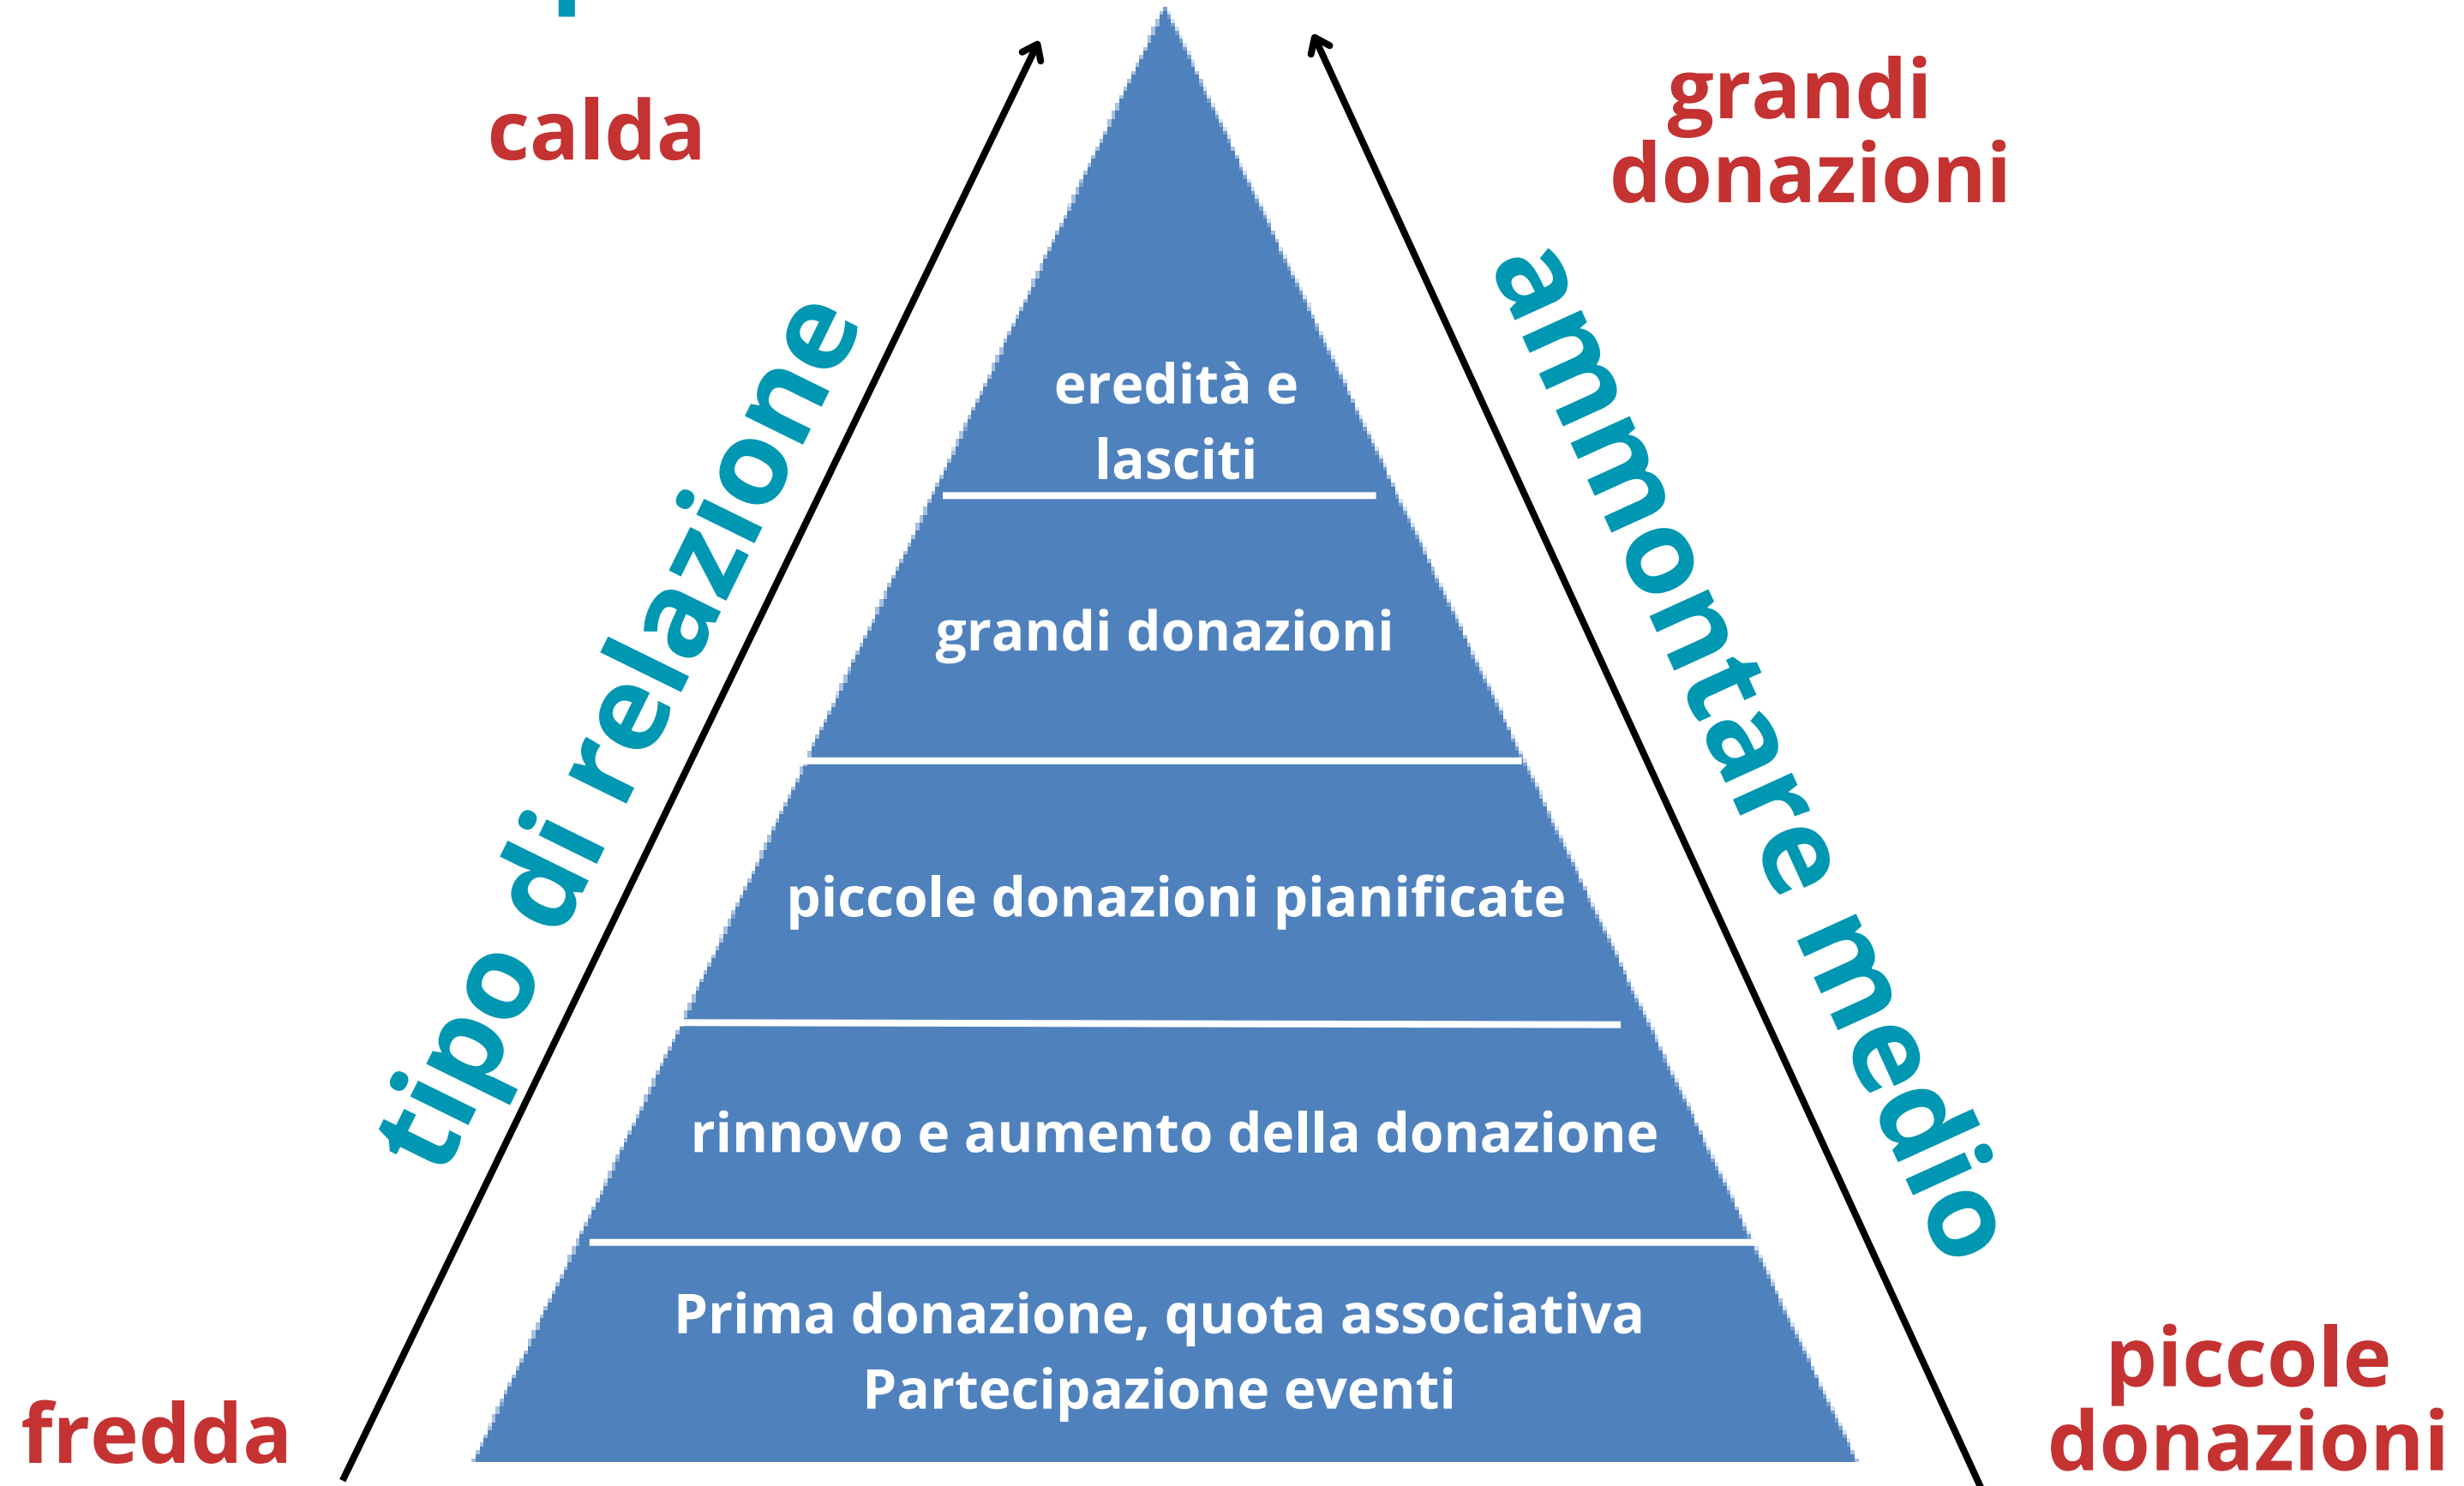 calda
grandi
donazioni
tipo di relazione
ammontare medio
eredità e
lasciti
grandi donazioni
piccole donazioni pianificate
rinnovo e aumento della donazione
Prima donazione, quota associativa
Partecipazione eventi
fredda
piccole
donazioni